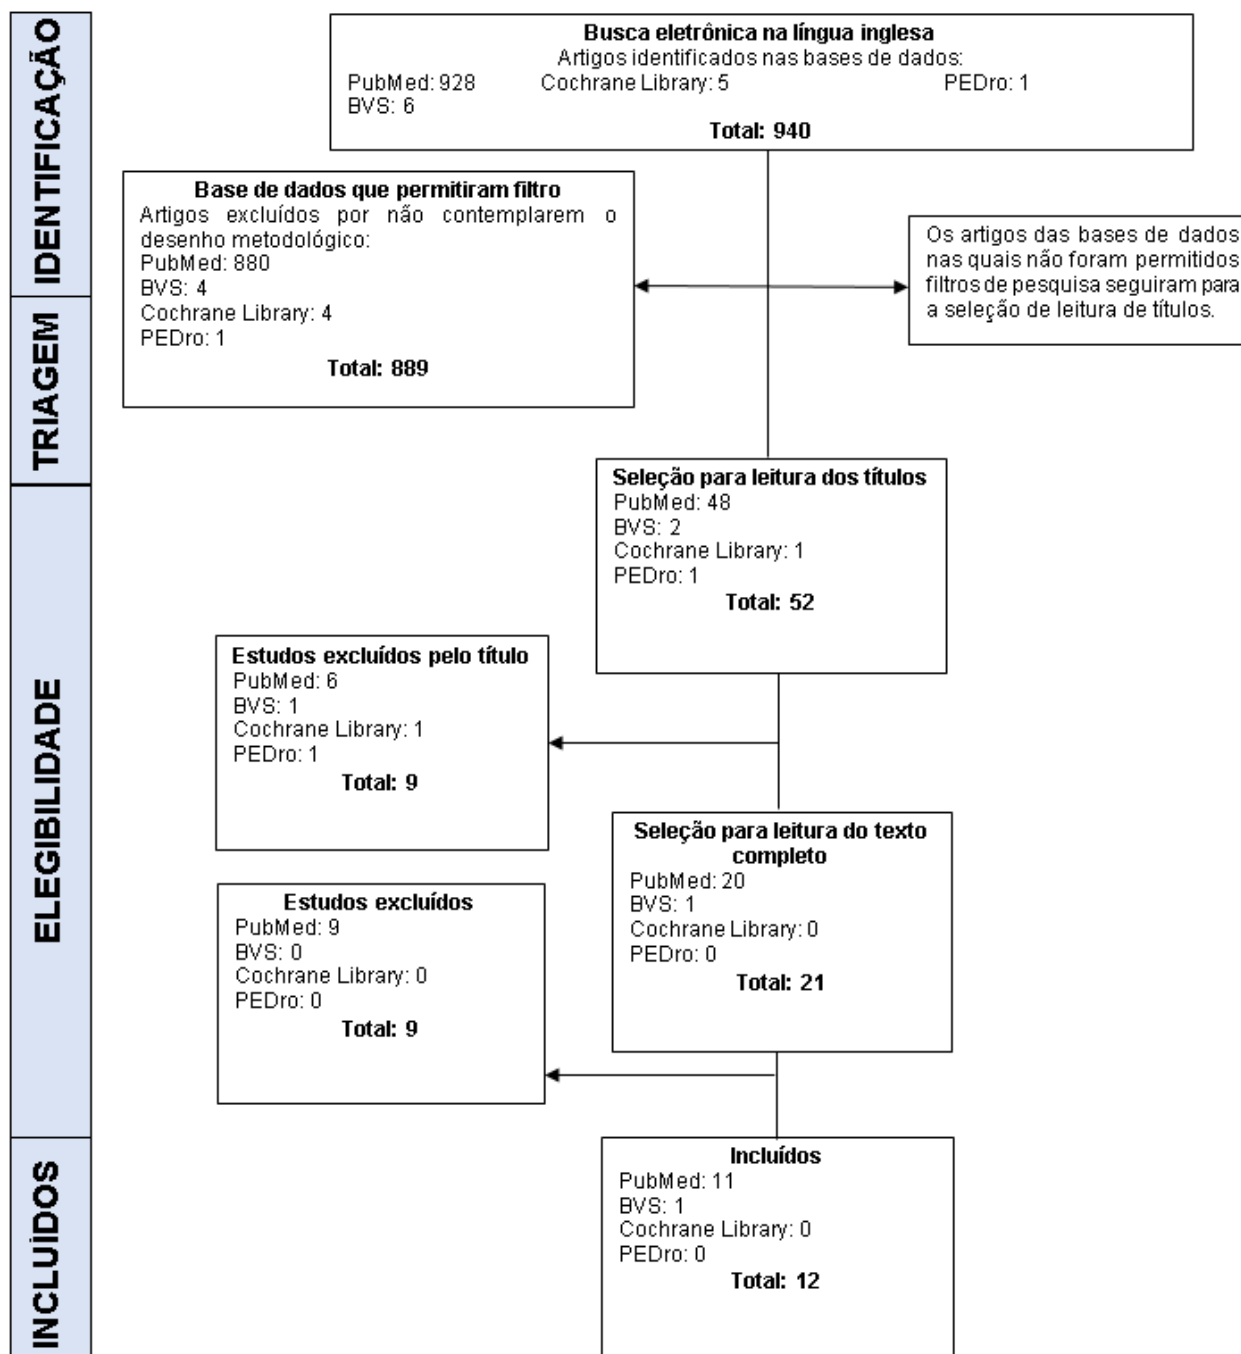 IDENTIFICAÇÃO
Busca eletrônica na língua inglesa
Artigos identificados nas bases de dados:
PubMed: 928 Cochrane Library: 5 PEDro: 1
BVS: 6
Total: 940
Base de dados que permitiram filtro
Artigos excluídos por não contemplarem o
desenho metodológico:
PubMed: 880
BVS: 4
Cochrane Library: 4
PEDro: 1
Total: 889
Os artigos das bases de dados
nas quais não foram permitidos
filtros de pesquisa seguiram para
a seleção de leitura de títulos.
TRIAGEM
Seleção para leitura dos títulos
PubMed: 48
BVS: 2
Cochrane Library: 1
PEDro: 1
Total: 52
ELEGIBILIDADE
Estudos excluídos pelo título
PubMed: 6
BVS: 1
Cochrane Library: 1
PEDro: 1
Total: 9
Seleção para leitura do texto
completo
PubMed: 20
BVS: 1
Cochrane Library: 0
PEDro: 0
Total: 21
Estudos excluídos
PubMed: 9
BVS: 0
Cochrane Library: 0
PEDro: 0
Total: 9
INCLUÍDOS
Incluídos
PubMed: 11
BVS: 1
Cochrane Library: 0
PEDro: 0
Total: 12